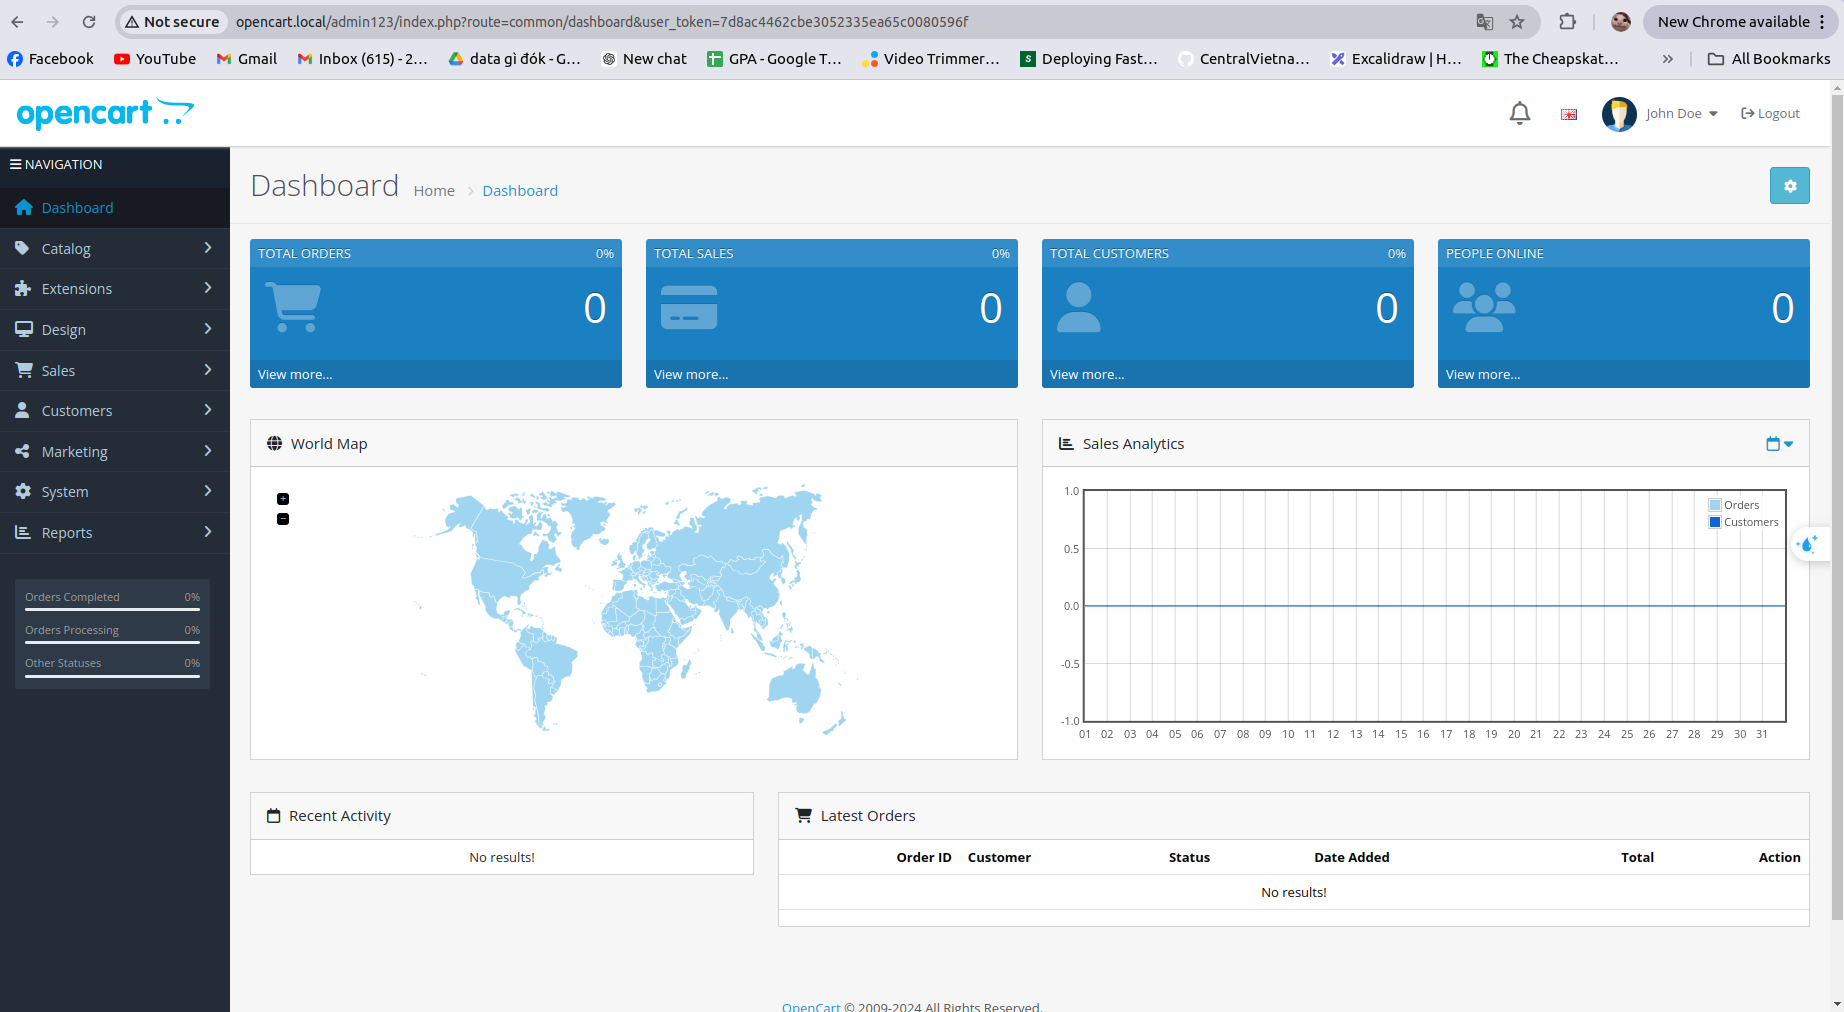 Not secure opencart.local/admin123/index.php?route=common/dashboard&user_token=7d8ac4462cbe3052335ea65c0080596f New Chrome available
Facebook YouTube Gmail Inbox (615) - 2... data gì đók - G... New chat GPA - Google T... Video Trimmer... Deploying Fast... CentralVietna... Excalidraw | H... The Cheapskat... » All Bookmarks
opencart John Doe Logout
NAVIGATION
Dashboard
Catalog
Extensions
Design
Sales
Customers
Marketing
System
Reports
Orders Completed 0%
Orders Processing 0%
Other Statuses 0%
Dashboard Home > Dashboard
TOTAL ORDERS 0%
0
View more...
TOTAL SALES 0%
0
View more...
TOTAL CUSTOMERS 0%
0
View more...
PEOPLE ONLINE
0
View more...
World Map
+
−
Sales Analytics
1.0
0.5
0.0
-0.5
-1.0
Orders
Customers
01 02 03 04 05 06 07 08 09 10 11 12 13 14 15 16 17 18 19 20 21 22 23 24 25 26 27 28 29 30 31
Recent Activity
No results!
Latest Orders
Order ID Customer Status Date Added Total Action
No results!
OpenCart © 2009-2024 All Rights Reserved.